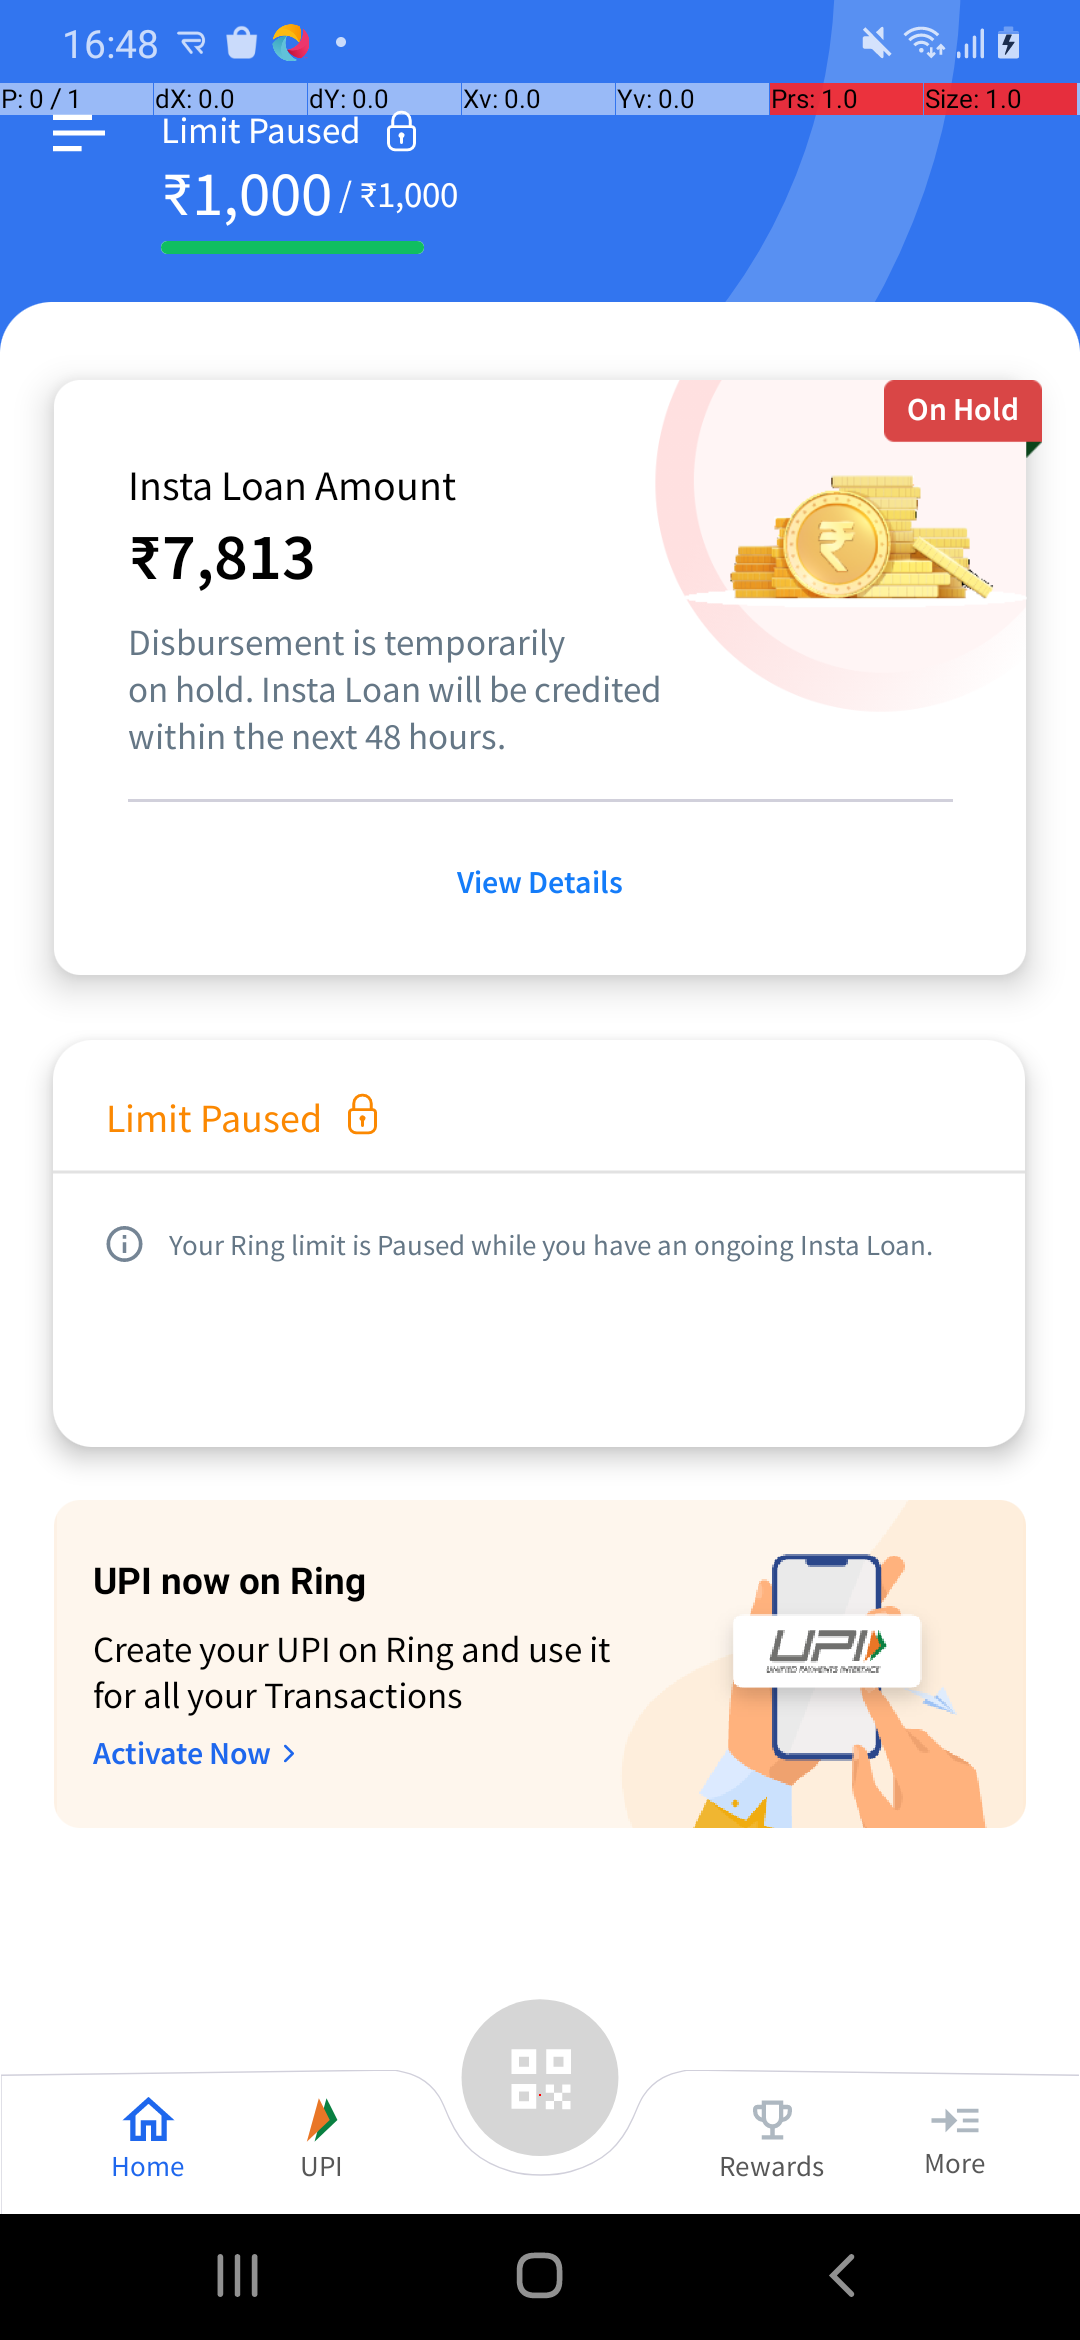 16:48
P: 0 / 1 dX: 0.0 dY: 0.0 Xv: 0.0 Yv: 0.0 Prs: 1.0 Size: 1.0
Limit Paused
₹1,000 / ₹1,000
On Hold
Insta Loan Amount
₹7,813
Disbursement is temporarily
on hold. Insta Loan will be credited
within the next 48 hours.
View Details
Limit Paused
Your Ring limit is Paused while you have an ongoing Insta Loan.
UPI now on Ring
Create your UPI on Ring and use it
for all your Transactions
Activate Now
UPI
UNIFIED PAYMENTS INTERFACE
Home UPI Rewards More